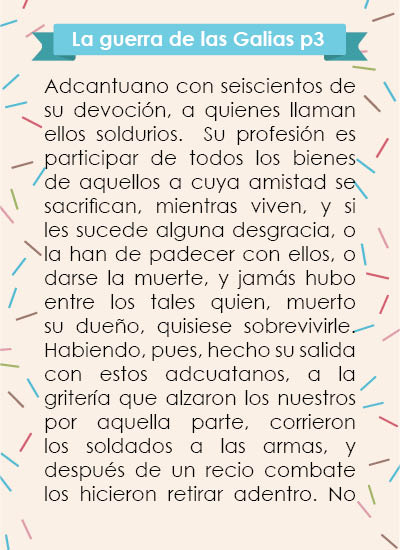 La guerra de las Galias p3
Adcantuano con seiscientos de
su devoción, a quienes llaman
ellos soldurios. Su profesión es
participar de todos los bienes
de aquellos a cuya amistad se
sacrifican, mientras viven, y si
les sucede alguna desgracia, o
la han de padecer con ellos, o
darse la muerte, y jamás hubo
entre los tales quien, muerto
su dueño, quisiese sobrevivirle.
Habiendo, pues, hecho su salida
con estos adcuatanos, a la
gritería que alzaron los nuestros
por aquella parte, corrieron
los soldados a las armas, y
después de un recio combate
los hicieron retirar adentro. No